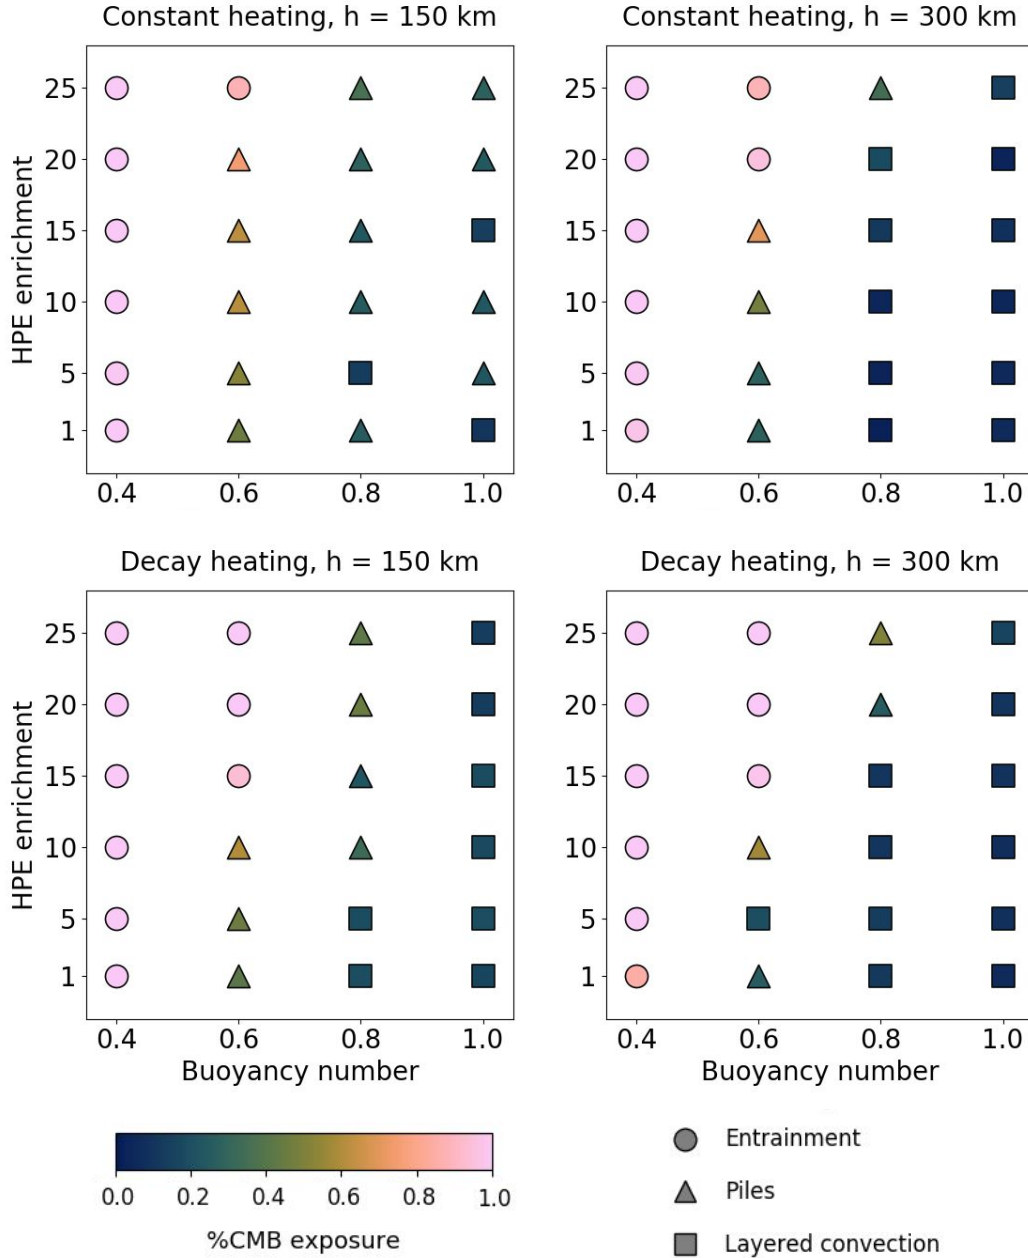 Constant heating, h = 150 km
Constant heating, h = 300 km
HPE enrichment
25
20
15
10
5
1
0.4 0.6 0.8 1.0
25
20
15
10
5
1
0.4 0.6 0.8 1.0
Decay heating, h = 150 km
Decay heating, h = 300 km
HPE enrichment
25
20
15
10
5
1
0.4 0.6 0.8 1.0
Buoyancy number
25
20
15
10
5
1
0.4 0.6 0.8 1.0
Buoyancy number
0.0 0.2 0.4 0.6 0.8 1.0
%CMB exposure
Entrainment
Piles
Layered convection